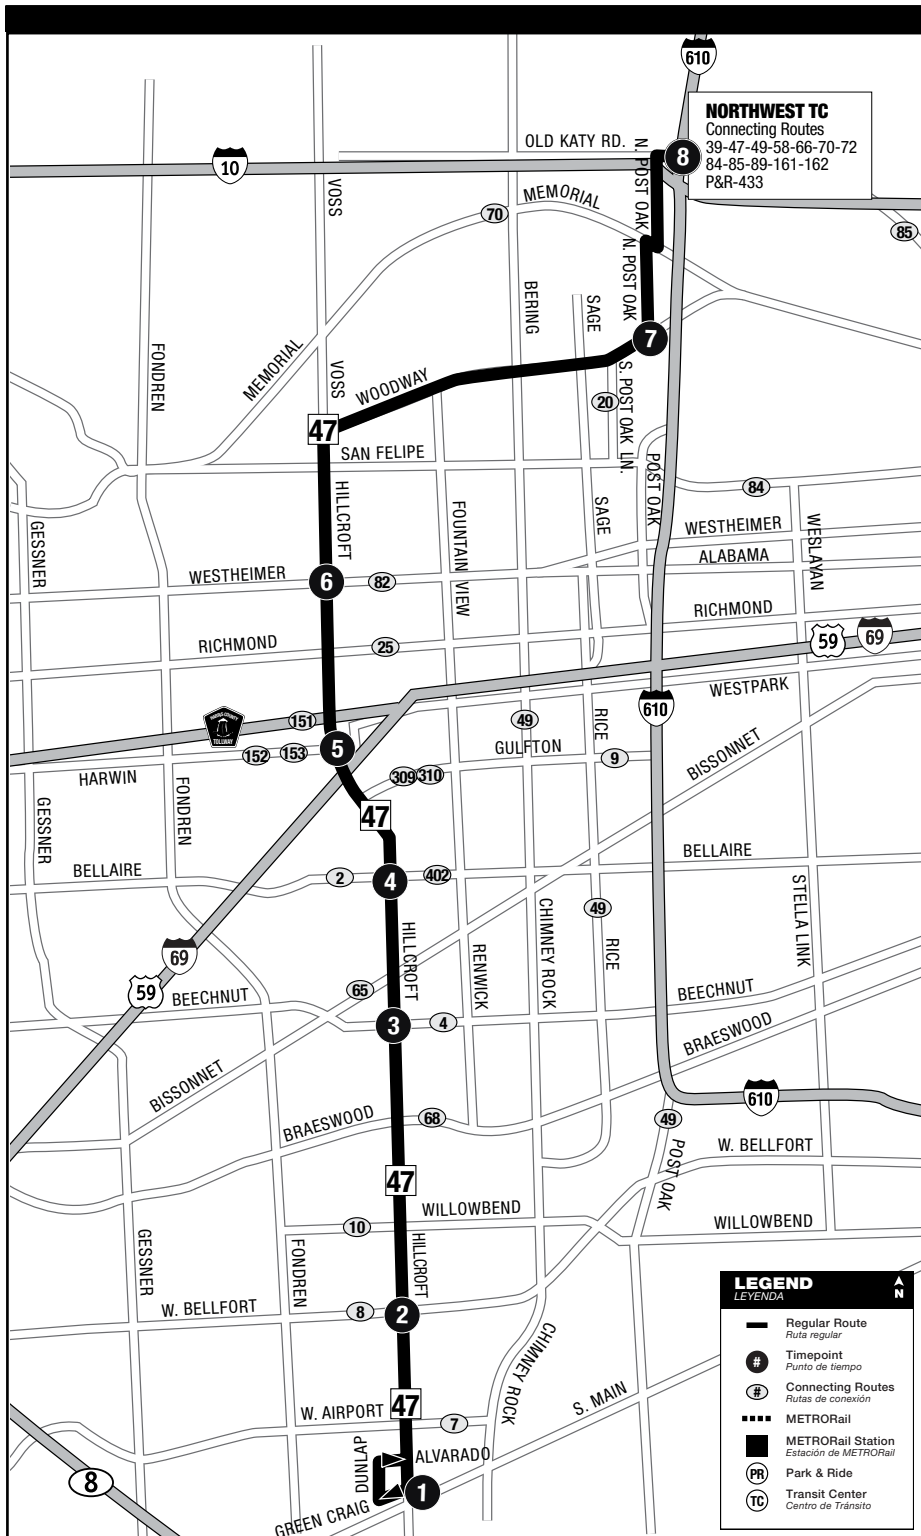 610
NORTHWEST TC
Connecting Routes
39-47-49-58-66-70-72
84-85-89-161-162
P&R-433
OLD KATY RD.
N. POST OAK
8
10
VOSS
MEMORIAL
70
85
N. POST OAK
BERING
SAGE
7
FONDREN
MEMORIAL
VOSS
WOODWAY
S. POST OAK LN.
20
47
SAN FELIPE
POST OAK
HILLCROFT
84
GESSNER
FOUNTAIN VIEW
SAGE
WESTHEIMER
WESLAYAN
ALABAMA
WESTHEIMER
6
82
RICHMOND
RICHMOND
25
59
69
WESTPARK
HARRIS COUNTY
TOLLWAY
151
49
RICE
610
152
153
5
GULFTON
9
BISSONNET
HARWIN
309
310
GESSNER
FONDREN
47
BELLAIRE
BELLAIRE
2
4
402
STELLA LINK
HILLCROFT
CHIMNEY ROCK
49
RENWICK
RICE
69
59
65
BEECHNUT
BEECHNUT
3
4
BRAESWOOD
BISSONNET
BRAESWOOD
68
610
49
POST OAK
W. BELLFORT
47
WILLOWBEND
WILLOWBEND
10
GESSNER
FONDREN
HILLCROFT
W. BELLFORT
8
2
CHIMNEY ROCK
S. MAIN
W. AIRPORT
47
7
DUNLAP
ALVARADO
8
1
GREEN CRAIG
LEGEND
LEYENDA
N
Regular Route
Ruta regular
#
Timepoint
Punto de tiempo
#
Connecting Routes
Rutas de conexión
METRORail
METRORail Station
Estación de METRORail
PR
Park & Ride
TC
Transit Center
Centro de Tránsito